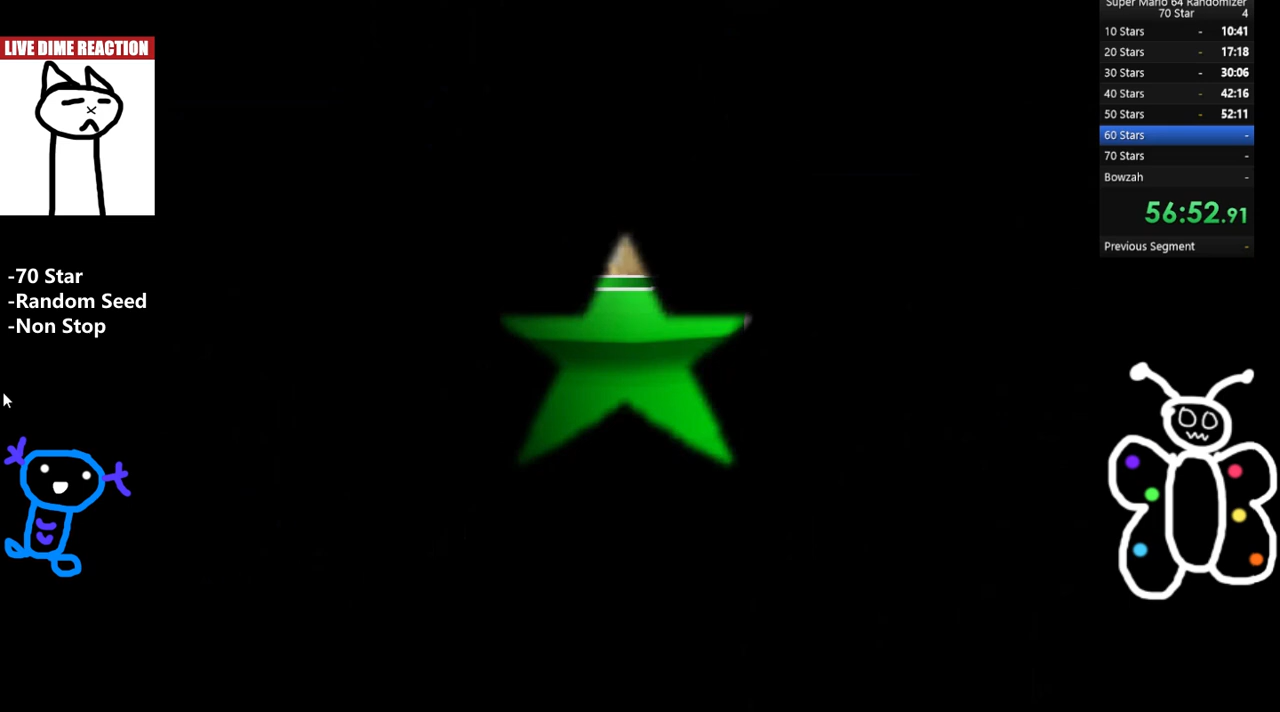 Super Mario 64 Randomizer
70 Star 4
LIVE DIME REACTION
10 Stars - 10:41
20 Stars - 17:18
30 Stars - 30:06
40 Stars - 42:16
50 Stars - 52:11
60 Stars -
70 Stars -
Bowzah -
56:52.91
Previous Segment -
-70 Star
-Random Seed
-Non Stop